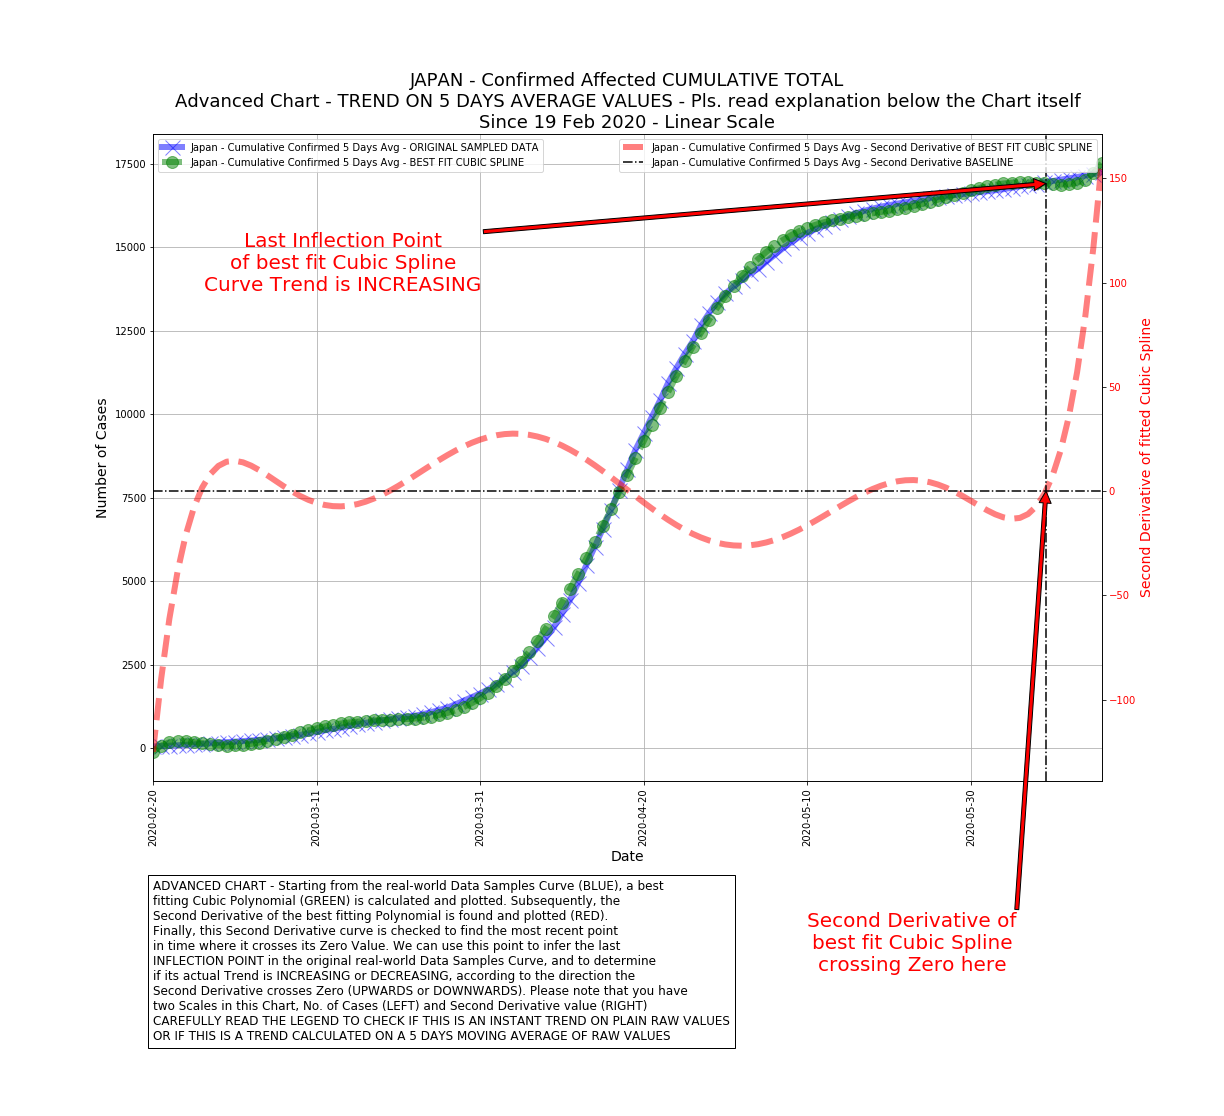 JAPAN - Confirmed Affected CUMULATIVE TOTAL
Advanced Chart - TREND ON 5 DAYS AVERAGE VALUES - Pls. read explanation below the Chart itself
Since 19 Feb 2020 - Linear Scale
Japan - Cumulative Confirmed 5 Days Avg - ORIGINAL SAMPLED DATA
Japan - Cumulative Confirmed 5 Days Avg - BEST FIT CUBIC SPLINE
Japan - Cumulative Confirmed 5 Days Avg - Second Derivative of BEST FIT CUBIC SPLINE
Japan - Cumulative Confirmed 5 Days Avg - Second Derivative BASELINE
Last Inflection Point
of best fit Cubic Spline
Curve Trend is INCREASING
Number of Cases
17500
15000
12500
10000
7500
5000
2500
0
150
100
50
0
−50
−100
Second Derivative of fitted Cubic Spline
2020-02-20
2020-03-11
2020-03-31
2020-04-20
2020-05-10
2020-05-30
Date
Second Derivative of
best fit Cubic Spline
crossing Zero here
ADVANCED CHART - Starting from the real-world Data Samples Curve (BLUE), a best
fitting Cubic Polynomial (GREEN) is calculated and plotted. Subsequently, the
Second Derivative of the best fitting Polynomial is found and plotted (RED).
Finally, this Second Derivative curve is checked to find the most recent point
in time where it crosses its Zero Value. We can use this point to infer the last
INFLECTION POINT in the original real-world Data Samples Curve, and to determine
if its actual Trend is INCREASING or DECREASING, according to the direction the
Second Derivative crosses Zero (UPWARDS or DOWNWARDS). Please note that you have
two Scales in this Chart, No. of Cases (LEFT) and Second Derivative value (RIGHT)
CAREFULLY READ THE LEGEND TO CHECK IF THIS IS AN INSTANT TREND ON PLAIN RAW VALUES
OR IF THIS IS A TREND CALCULATED ON A 5 DAYS MOVING AVERAGE OF RAW VALUES